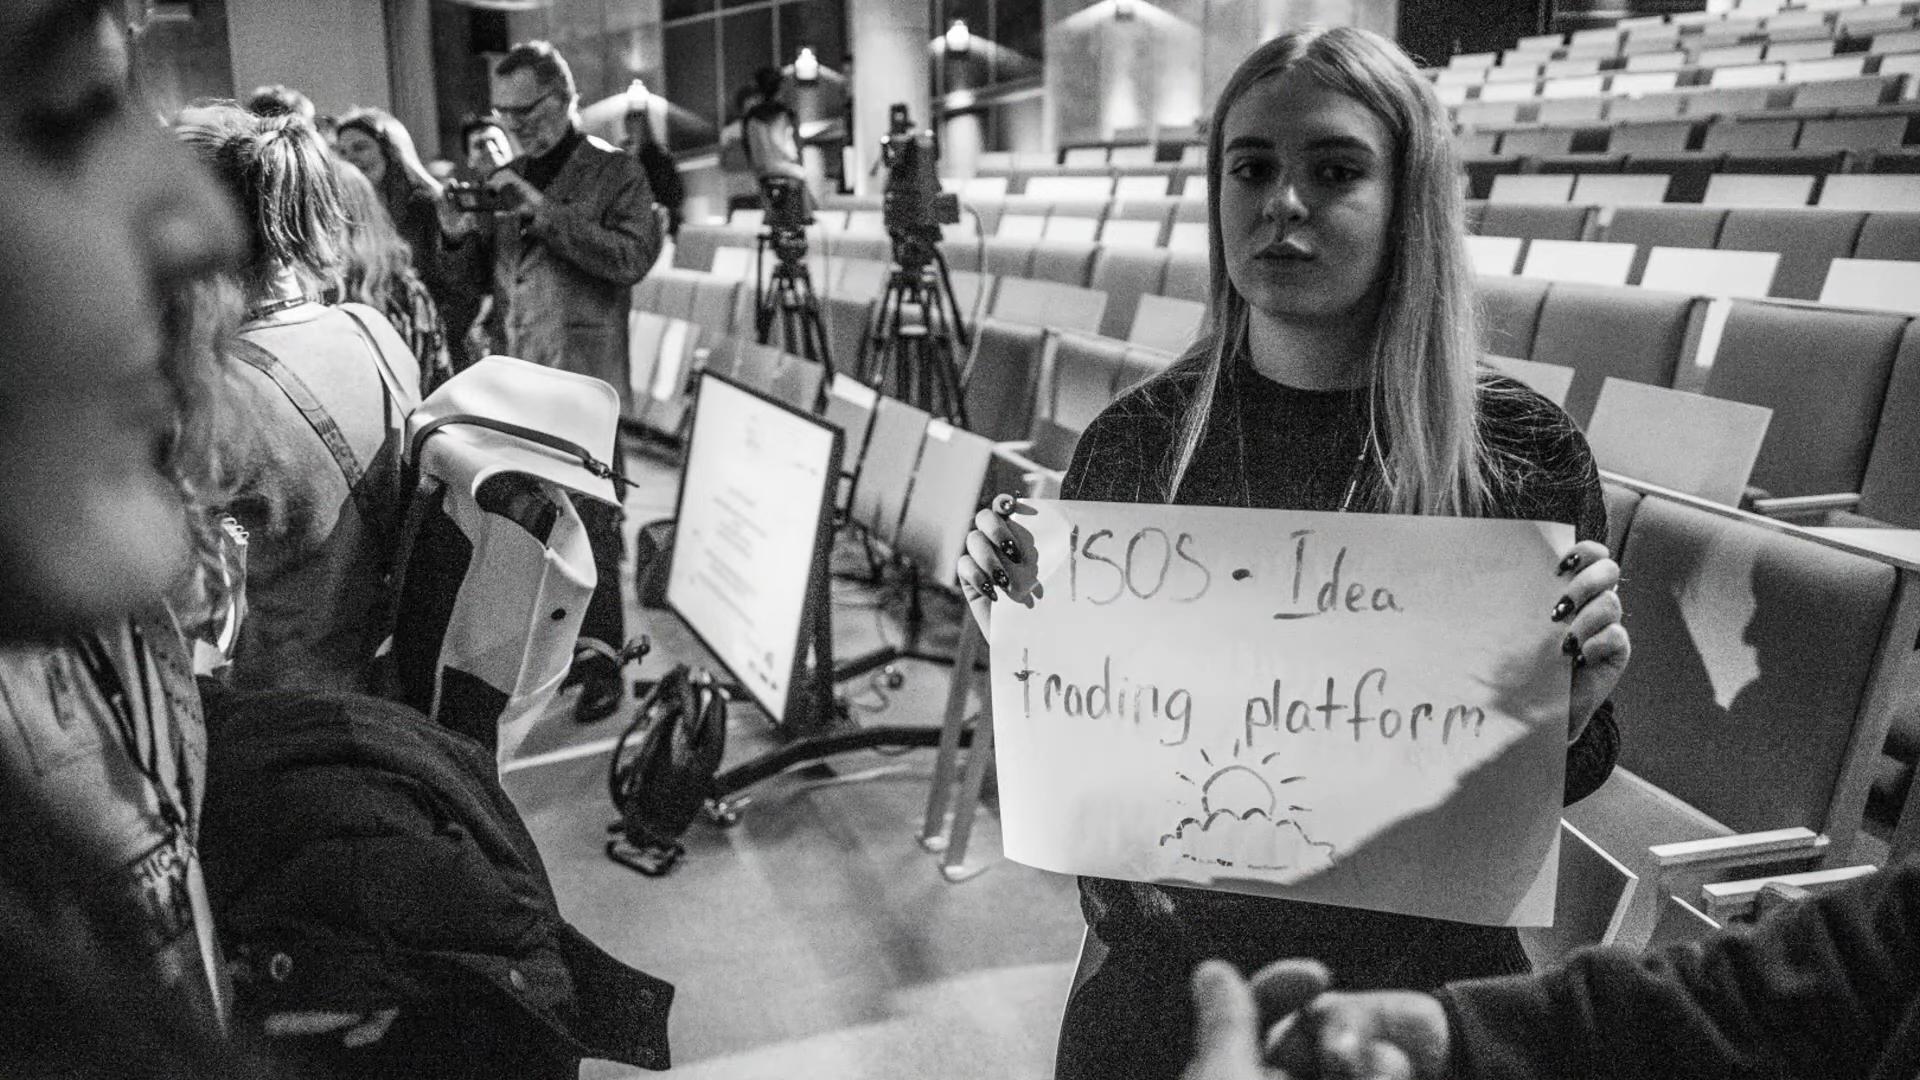 ISOS • Idea
trading platform